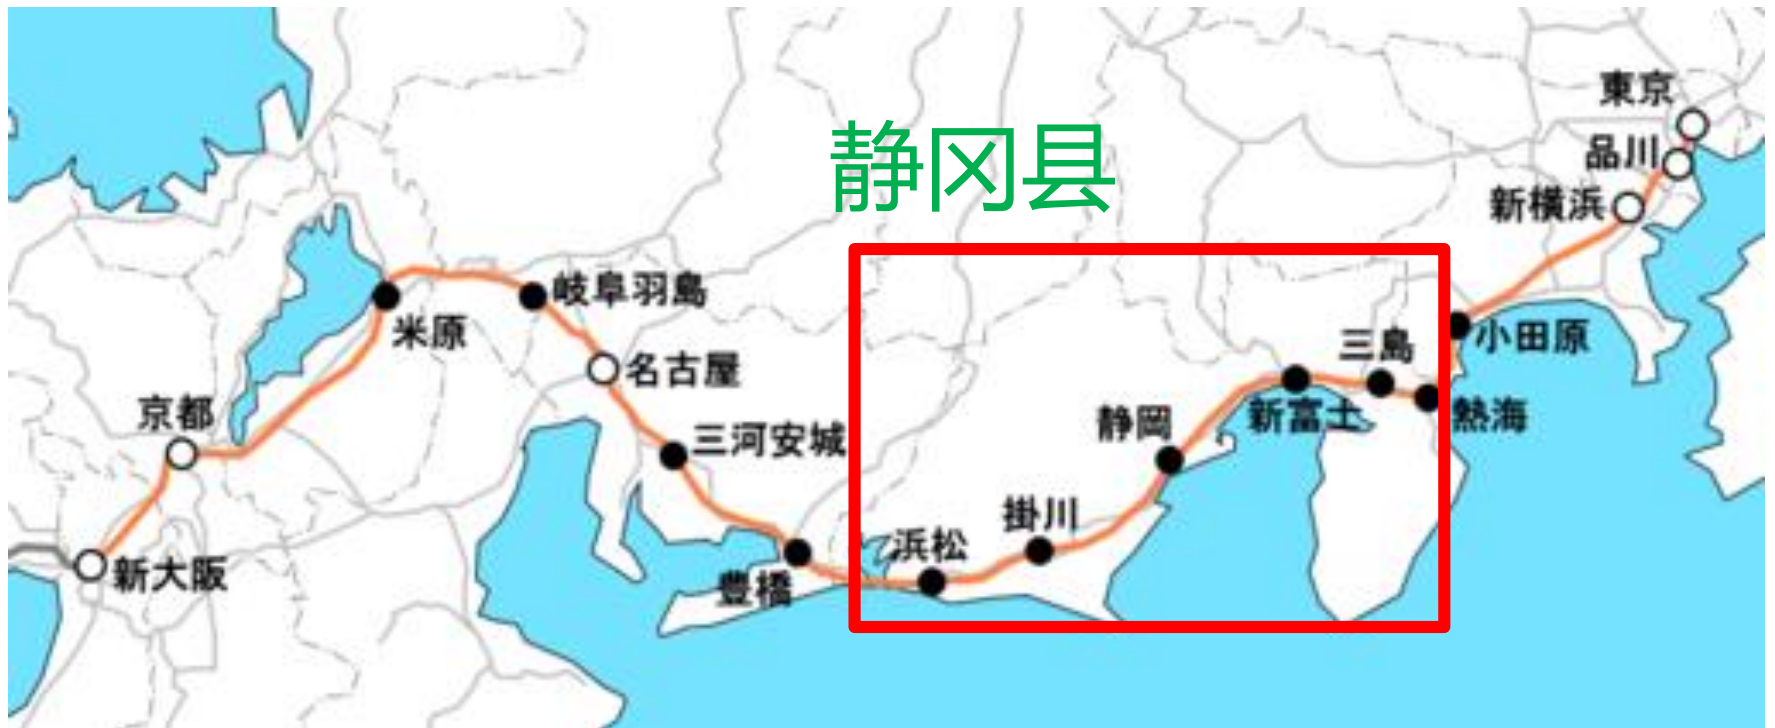 東京
静冈县
品川
新横浜
岐阜羽島
米原
小田原
三島
名古屋
京都
新富士
熱海
静岡
三河安城
掛川
浜松
新大阪
豊橋